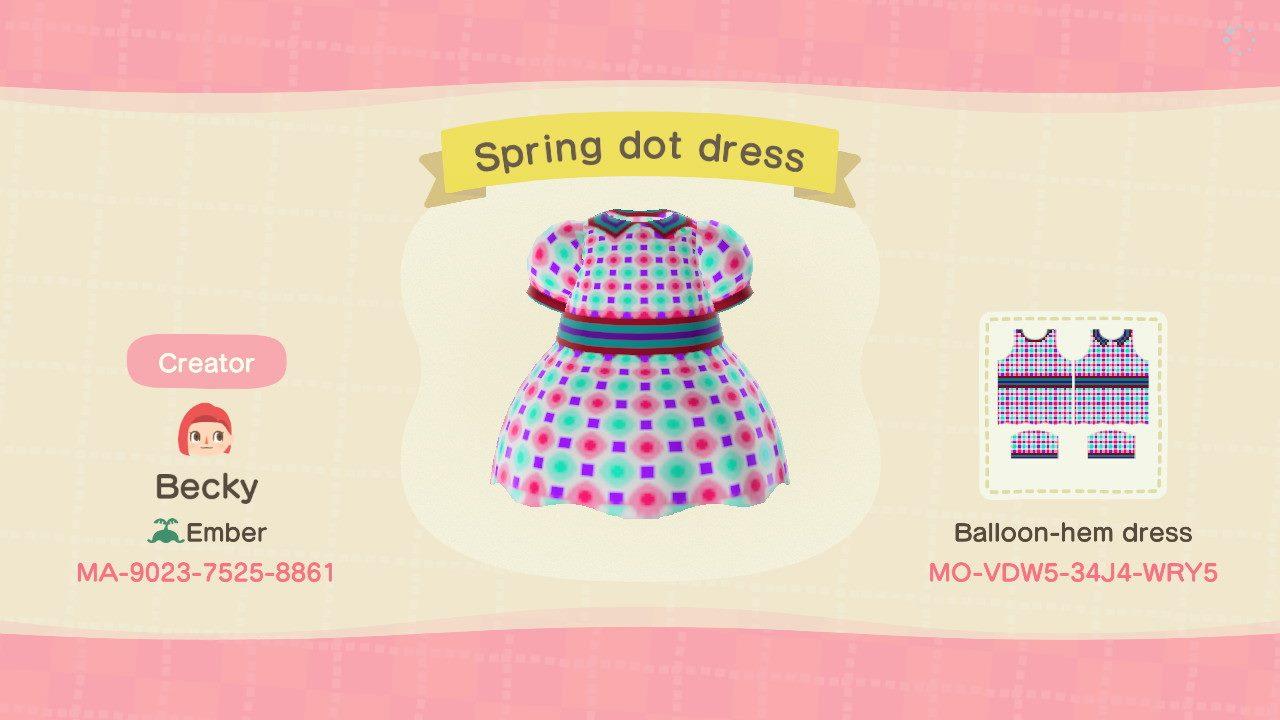 Spring dot dress
Creator
Becky
Ember
MA-9023-7525-8861
Balloon-hem dress
MO-VDW5-34J4-WRY5